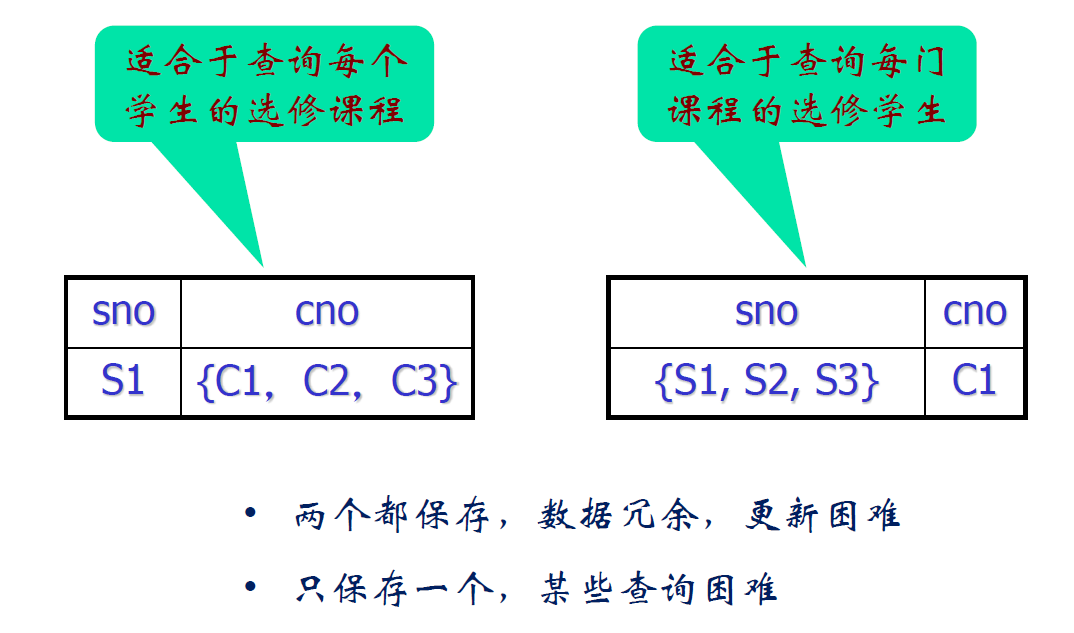 适合于查询每个
学生的选修课程
适合于查询每门
课程的选修学生
sno cno
S1 {C1, C2, C3}
sno cno
{S1, S2, S3} C1
• 两个都保存，数据冗余，更新困难
• 只保存一个，某些查询困难